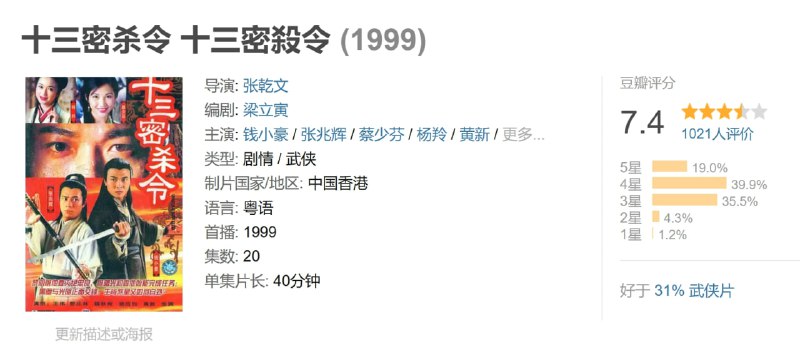 十三密杀令 十三密殺令 (1999)
十三密杀令
导演: 张乾文
编剧: 梁立寅
主演: 钱小豪 / 张兆辉 / 蔡少芬 / 杨羚 / 黄新 / 更多...
类型: 剧情 / 武侠
制片国家/地区: 中国香港
语言: 粤语
首播: 1999
集数: 20
单集片长: 40分钟
更新描述或海报
豆瓣评分
7.4
1021人评价
5星 19.0%
4星 39.9%
3星 35.5%
2星 4.3%
1星 1.2%
好于 31% 武侠片